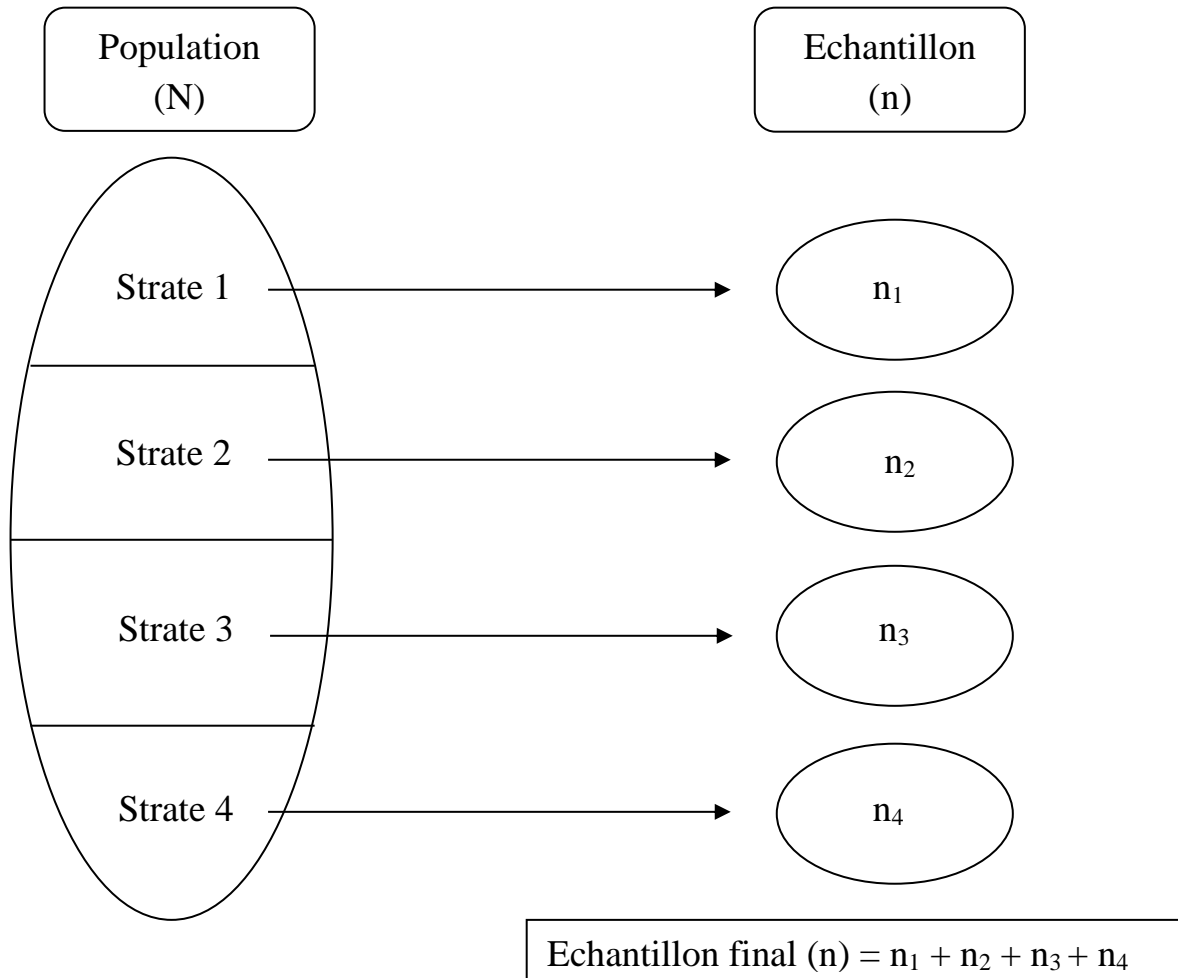 Population
(N)
Echantillon
(n)
Strate 1
n₁
Strate 2
n₂
Strate 3
n₃
Strate 4
n₄
Echantillon final (n) = n₁ + n₂ + n₃ + n₄